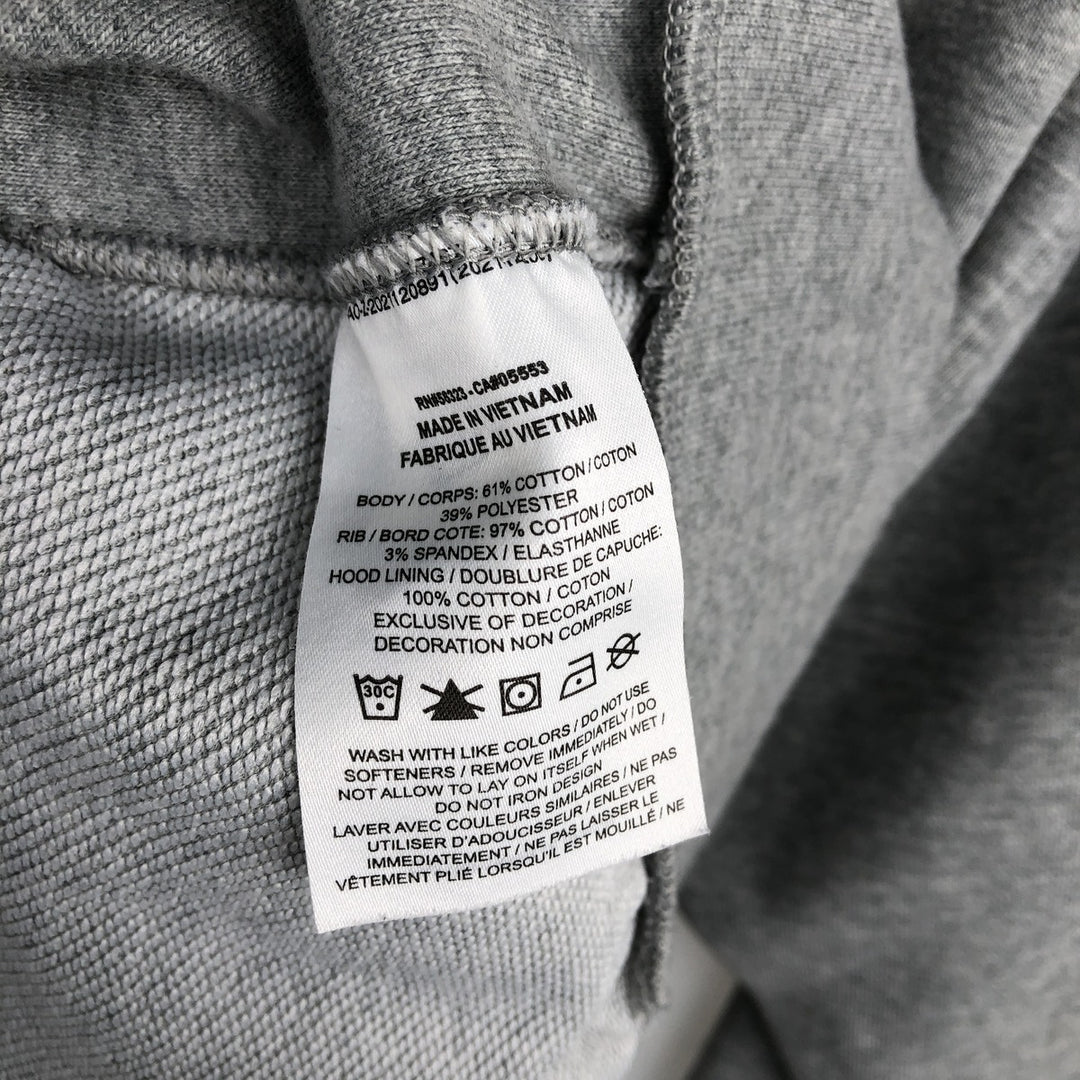 RN#56323 - CA#05553
MADE IN VIETNAM
FABRIQUE AU VIETNAM
BODY / CORPS: 61% COTTON / COTON
39% POLYESTER
RIB / BORD COTE: 97% COTTON / COTON
3% SPANDEX / ELASTHANNE
HOOD LINING / DOUBLURE DE CAPUCHE:
100% COTTON / COTON
EXCLUSIVE OF DECORATION /
DECORATION NON COMPRISE
30C
WASH WITH LIKE COLORS / DO NOT USE
SOFTENERS / REMOVE IMMEDIATELY / DO
NOT ALLOW TO LAY ON ITSELF WHEN WET /
DO NOT IRON DESIGN
LAVER AVEC COULEURS SIMILAIRES / NE PAS
UTILISER D'ADOUCISSEUR / ENLEVER
IMMEDIATEMENT / NE PAS LAISSER LE
VÊTEMENT PLIÉ LORSQU'IL EST MOUILLÉ / NE